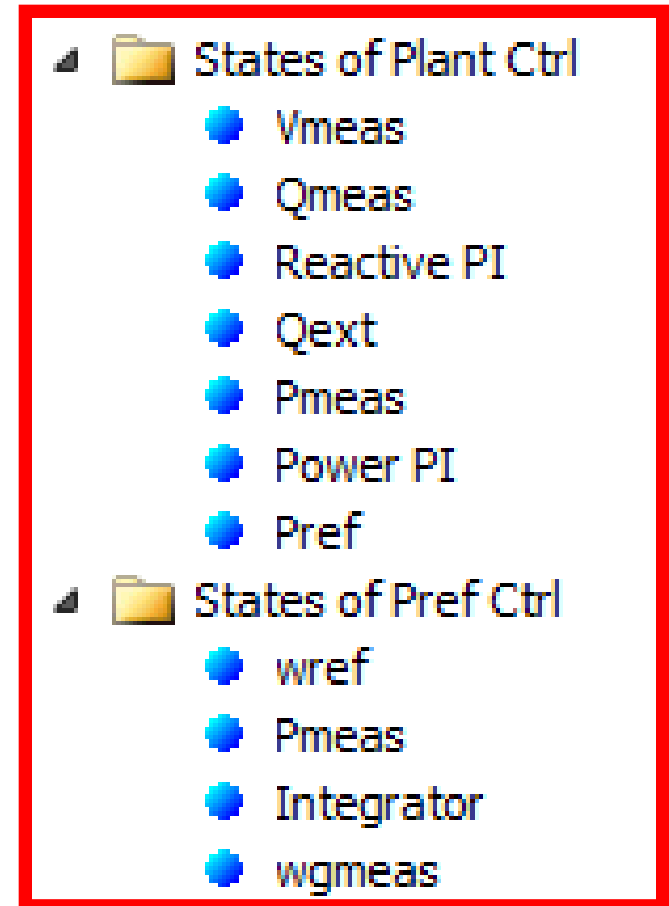 States of Plant Ctrl
Vmeas
Qmeas
Reactive PI
Qext
Pmeas
Power PI
Pref
States of Pref Ctrl
wref
Pmeas
Integrator
wgmeas